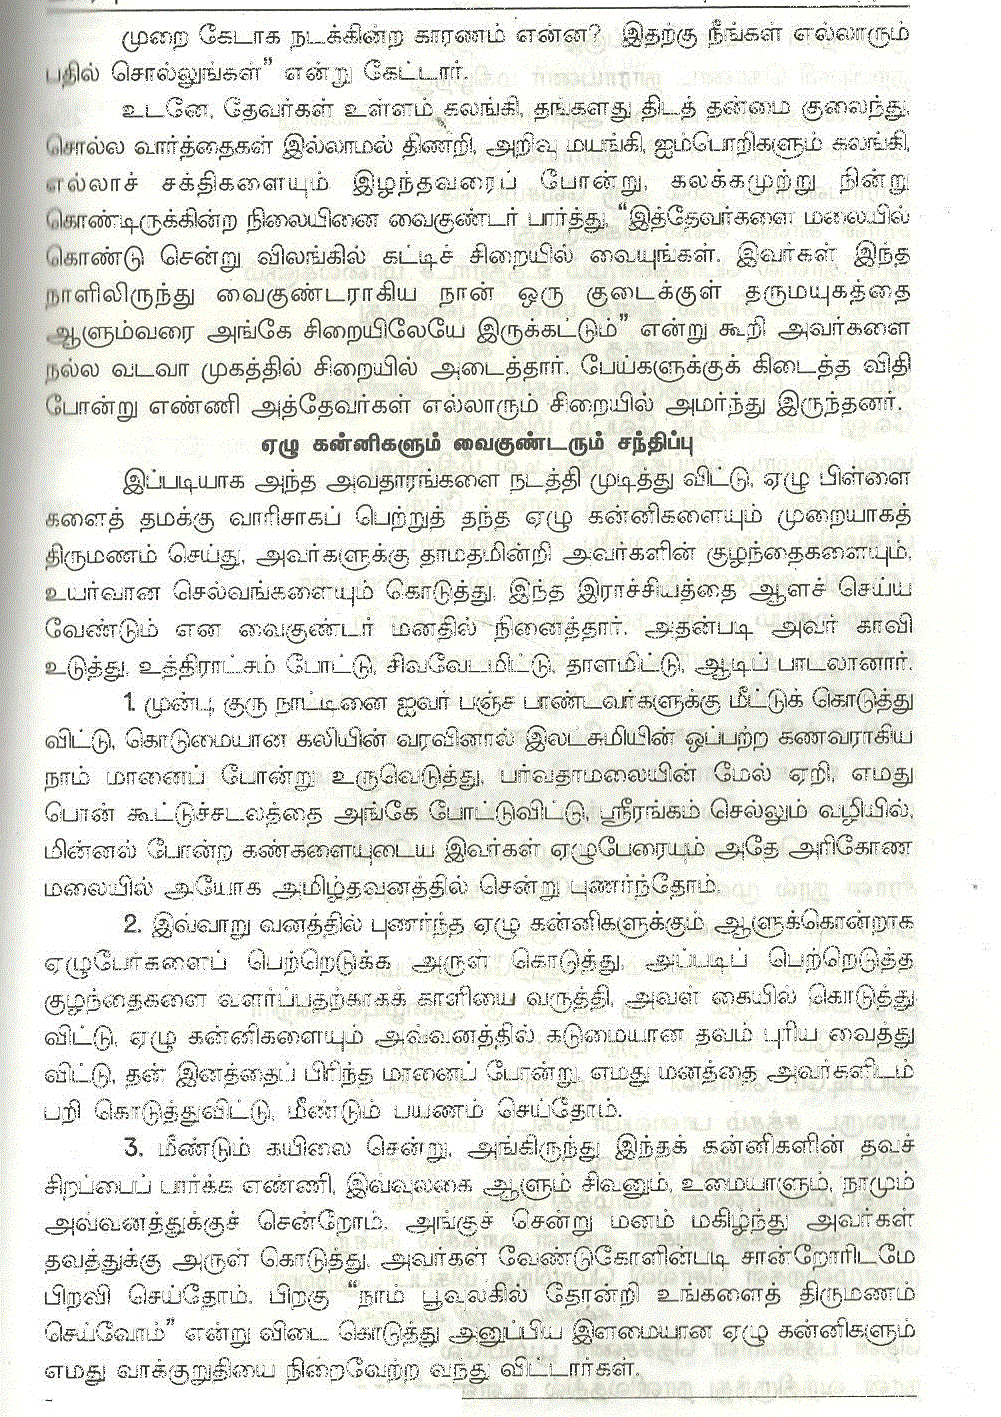 முறை கேடாக நடக்கின்ற காரணம் என்ன? இதற்கு நீங்கள் எல்லாரும்
பதில் சொல்லுங்கள்” என்று கேட்டார்.
உடனே, தேவர்கள் உள்ளம் கலங்கி, தங்களது திடத் தன்மை குலைந்து,
சொல்ல வார்த்தைகள் இல்லாமல் திணறி, அறிவு மயங்கி, ஐம்பொறிகளும் கலங்கி,
எல்லாச் சக்திகளையும் இழந்தவரைப் போன்று, கலக்கமுற்று நின்று
கொண்டிருக்கின்ற நிலையினை வைகுண்டர் பார்த்து, “இத்தேவர்களை மலையில்
கொண்டு சென்று விலங்கில் கட்டிச் சிறையில் வையுங்கள். இவர்கள் இந்த
நாளிலிருந்து வைகுண்டராகிய நான் ஒரு குடைக்குள் தருமயுகத்தை
ஆளும்வரை அங்கே சிறையிலேயே இருக்கட்டும்” என்று கூறி அவர்களை
நல்ல வடவா முகத்தில் சிறையில் அடைத்தார். பேய்களுக்குக் கிடைத்த விதி
போன்று எண்ணி அத்தேவர்கள் எல்லாரும் சிறையில் அமர்ந்து இருந்தனர்.
ஏழு கன்னிகளும் வைகுண்டரும் சந்திப்பு
இப்படியாக அந்த அவதாரங்களை நடத்தி முடித்து விட்டு, ஏழு பிள்ளை
களைத் தமக்கு வாரிசாகப் பெற்றுத் தந்த ஏழு கன்னிகளையும் முறையாகத்
திருமணம் செய்து, அவர்களுக்கு தாமதமின்றி அவர்களின் குழந்தைகளையும்,
உயர்வான செல்வங்களையும் கொடுத்து, இந்த இராச்சியத்தை ஆளச் செய்ய
வேண்டும் என வைகுண்டர் மனதில் நினைத்தார். அதன்படி அவர் காவி
உடுத்து, உத்திராட்சம் போட்டு, சிவவேடமிட்டு, தாளமிட்டு, ஆடிப் பாடலானார்.
1. முன்பு, குரு நாட்டினை ஐவர் பஞ்ச பாண்டவர்களுக்கு மீட்டுக் கொடுத்து
விட்டு, கொடுமையான கலியின் வரவினால் இலட்சுமியின் ஒப்பற்ற கணவராகிய
நாம் மானைப் போன்று உருவெடுத்து, பர்வதாமலையின் மேல் ஏறி, எமது
பொன் கூட்டுச்சடலத்தை அங்கே போட்டுவிட்டு, ஸ்ரீரங்கம் செல்லும் வழியில்,
மின்னல் போன்ற கண்களையுடைய இவர்கள் ஏழுபேரையும் அதே அரிகோண
மலையில் அயோக அமிழ்தவனத்தில் சென்று புணர்ந்தோம்.
2. இவ்வாறு வனத்தில் புணர்ந்த ஏழு கன்னிகளுக்கும் ஆளுக்கொன்றாக
ஏழுபேர்களைப் பெற்றெடுக்க அருள் கொடுத்து, அப்படிப் பெற்றெடுத்த
குழந்தைகளை வளர்ப்பதற்காகக் காளியை வருத்தி, அவள் கையில் கொடுத்து
விட்டு, ஏழு கன்னிகளையும் அவ்வனத்தில் கடுமையான தவம் புரிய வைத்து
விட்டு, தன் இனத்தைப் பிரிந்த மானைப் போன்று, எமது மனத்தை அவர்களிடம்
பறி கொடுத்துவிட்டு, மீண்டும் பயணம் செய்தோம்.
3. மீண்டும் கயிலை சென்று, அங்கிருந்து இந்தக் கன்னிகளின் தவச்
சிறப்பைப் பார்க்க எண்ணி, இவ்வுலகை ஆளும் சிவனும், உமையாளும், நாமும்
அவ்வனத்துக்குச் சென்றோம். அங்குச் சென்று மனம் மகிழ்ந்து அவர்கள்
தவத்துக்கு அருள் கொடுத்து, அவர்கள் வேண்டுகோளின்படி சான்றோரிடமே
பிறவி செய்தோம். பிறகு “நாம் பூவுலகில் தோன்றி உங்களைத் திருமணம்
செய்வோம்” என்று விடை கொடுத்து அனுப்பிய இளமையான ஏழு கன்னிகளும்
எமது வாக்குறுதியை நிறைவேற்ற வந்து விட்டார்கள்.